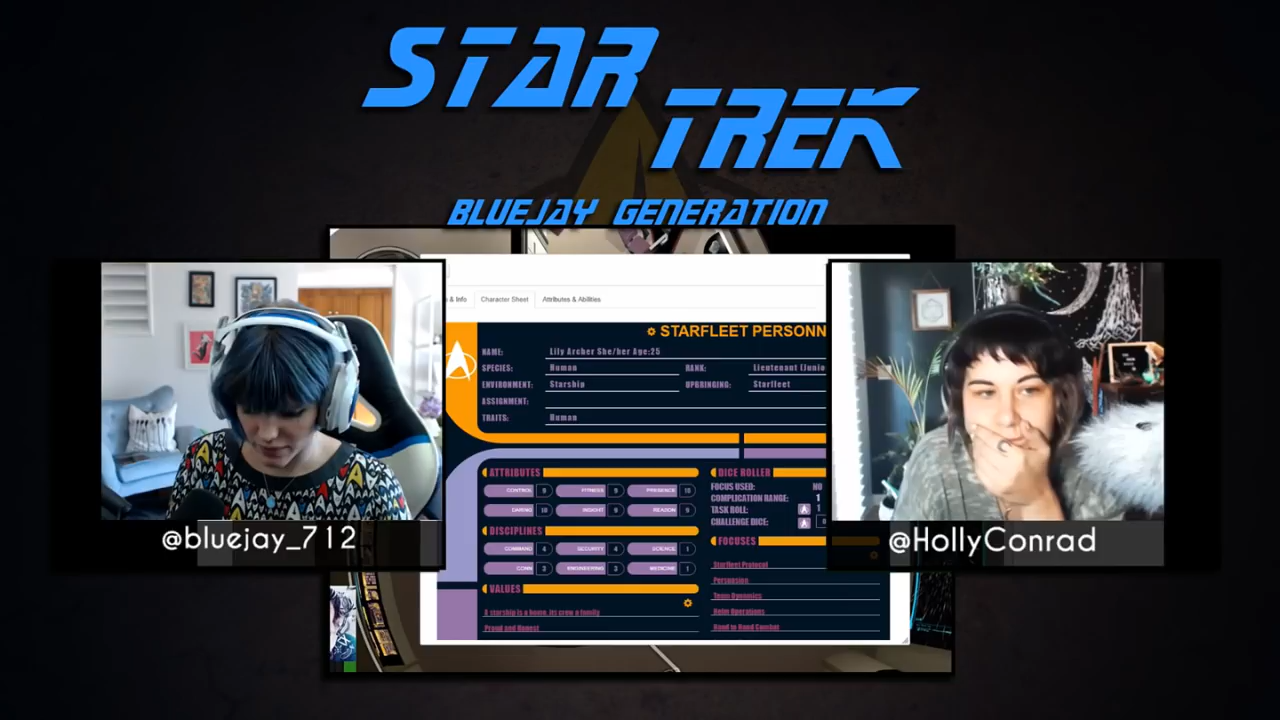 STAR
TREK
BLUEJAY GENERATION
& Info Character Sheet Attributes & Abilities
STARFLEET PERSONN
NAME: Lily Archer She/her Age:25
SPECIES: Human RANK: Lieutenant (Junio
ENVIRONMENT: Starship UPBRINGING: Starfleet
ASSIGNMENT:
TRAITS: Human
ATTRIBUTES
CONTROL 9 FITNESS 9 PRESENCE 10
DARING 10 INSIGHT 9 REASON 9
DISCIPLINES
COMMAND 4 SECURITY 4 SCIENCE 1
CONN 3 ENGINEERING 3 MEDICINE 1
VALUES
A starship is a home, its crew a family
Proud and Honest
DICE ROLLER
FOCUS USED: NO
COMPLICATION RANGE: 1
TASK ROLL: 1
CHALLENGE DICE:
FOCUSES
Starfleet Protocol
Persuasion
Team Dynamics
Helm Operations
Hand to Hand Combat
@bluejay_712
@HollyConrad